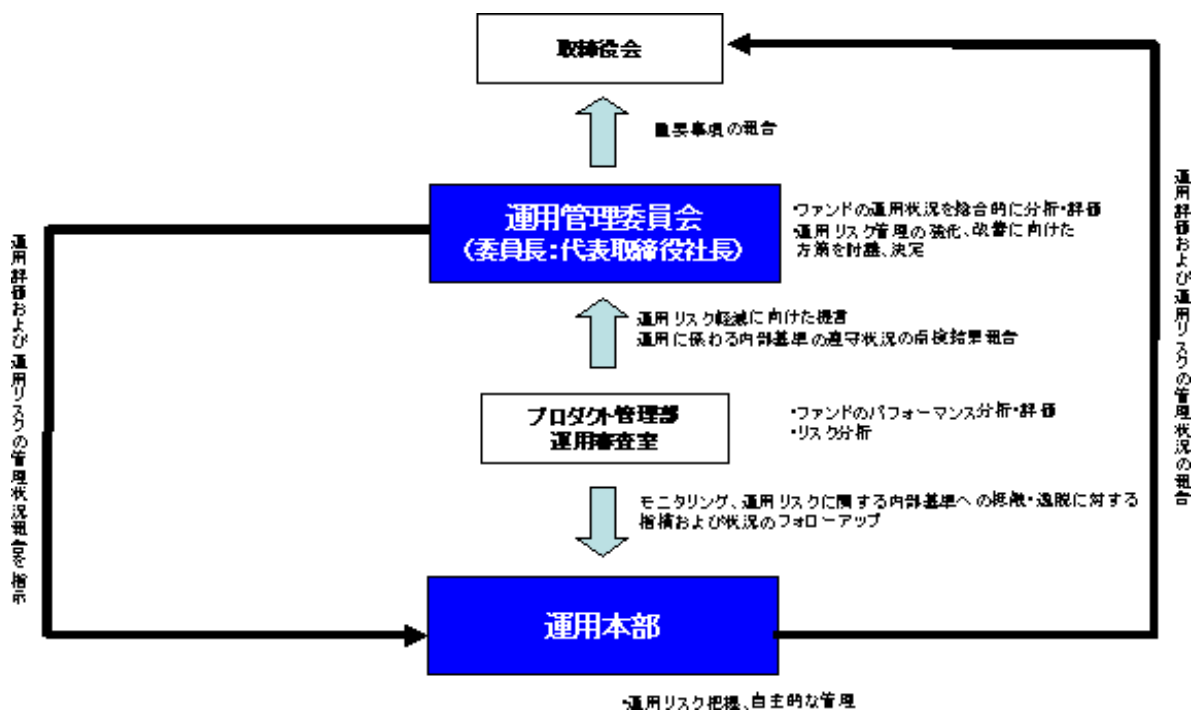 取締役会
重要事項の報告
運用管理委員会
(委員長：代表取締役社長)
・ファンドの運用状況を総合的に分析・評価
・運用リスク管理の強化、改善に向けた
方策を討議、決定
運用リスク軽減に向けた提言
運用に係わる内部基準の遵守状況の点検結果報告
プロダクト管理部
運用審査室
・ファンドのパフォーマンス分析・評価
・リスク分析
モニタリング、運用リスクに関する内部基準への抵触・逸脱に対する
指摘および状況のフォローアップ
運用本部
・運用リスク把握、自主的な管理
運用評価および運用リスクの管理状況報告を指示
運用評価および運用リスクの管理状況の報告